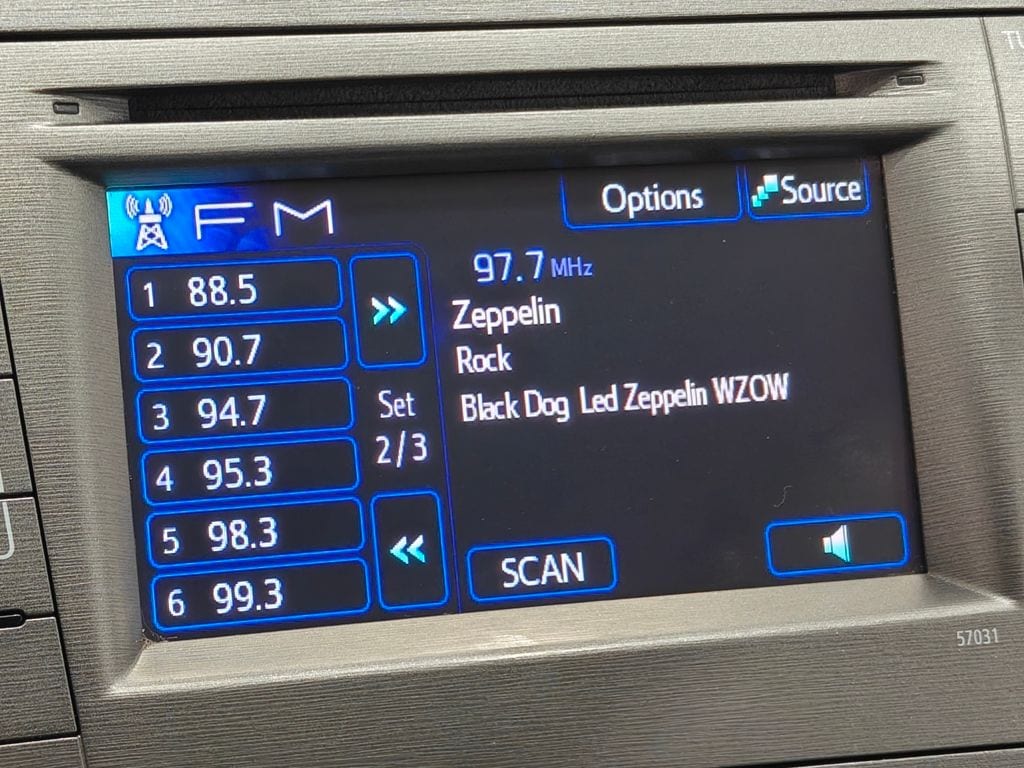 TU
FM
Options
Source
1 88.5
2 90.7
3 94.7
4 95.3
5 98.3
6 99.3
>>
Set
2/3
<<
97.7 MHz
Zeppelin
Rock
Black Dog Led Zeppelin WZOW
SCAN
57031